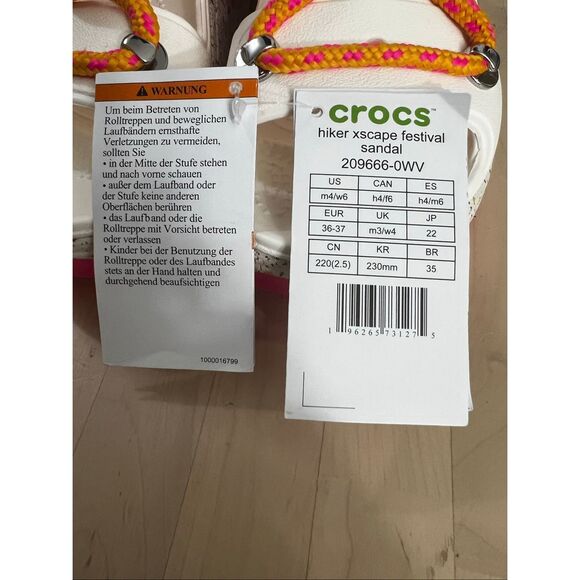 ⚠ WARNUNG
Um beim Betreten von
Rolltreppen und beweglichen
Laufbändern ernsthafte
Verletzungen zu vermeiden,
sollten Sie
• in der Mitte der Stufe stehen
und nach vorne schauen
• außer dem Laufband oder
der Stufe keine anderen
Oberflächen berühren
• das Laufband oder die
Rolltreppe mit Vorsicht betreten
oder verlassen
• Kinder bei der Benutzung der
Rolltreppe oder des Laufbandes
stets an der Hand halten und
durchgehend beaufsichtigen
1000016799
crocs™
hiker xscape festival
sandal
209666-0WV
US CAN ES
m4/w6 h4/f6 h4/m6
EUR UK JP
36-37 m3/w4 22
CN KR BR
220(2.5) 230mm 35
1 96265 73127 5